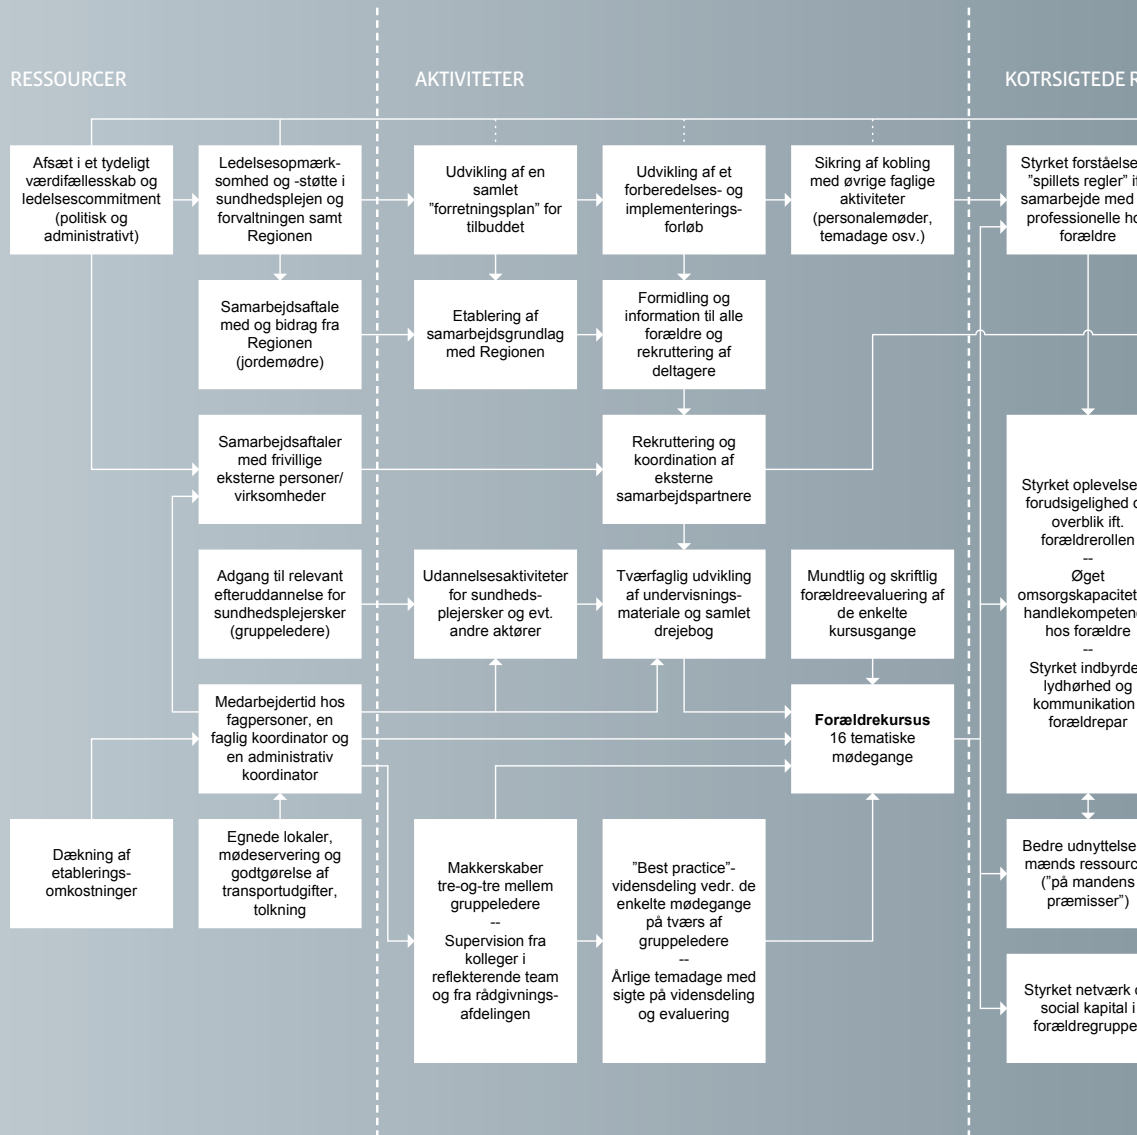 RESSOURCER
AKTIVITETER
KOTRSIGTEDE R
Afsæt i et tydeligt
værdifællesskab og
ledelsescommitment
(politisk og
administrativt)
Ledelsesopmærk-
somhed og -støtte i
sundhedsplejen og
forvaltningen samt
Regionen
Udvikling af en
samlet
"forretningsplan" for
tilbuddet
Udvikling af et
forberedelses- og
implementerings-
forløb
Sikring af kobling
med øvrige faglige
aktiviteter
(personalemøder,
temadage osv.)
Styrket forståelse
"spillets regler" if
samarbejde med
professionelle ho
forældre
Samarbejdsaftale
med og bidrag fra
Regionen
(jordemødre)
Etablering af
samarbejdsgrundlag
med Regionen
Formidling og
information til alle
forældre og
rekruttering af
deltagere
Samarbejdsaftaler
med frivillige
eksterne personer/
virksomheder
Rekruttering og
koordination af
eksterne
samarbejdspartnere
Styrket oplevelse
forudsigelighed o
overblik ift.
forældrerollen
--
Øget
omsorgskapacitet
handlekompeten
hos forældre
--
Styrket indbyrde
lydhørhed og
kommunikation
forældrepar
Adgang til relevant
efteruddannelse for
sundhedsplejersker
(gruppeledere)
Udannelsesaktiviteter
for sundheds-
plejersker og evt.
andre aktører
Tværfaglig udvikling
af undervisnings-
materiale og samlet
drejebog
Mundtlig og skriftlig
forældreevaluering af
de enkelte
kursusgange
Medarbejdertid hos
fagpersoner, en
faglig koordinator og
en administrativ
koordinator
Forældrekursus
16 tematiske
mødegange
Dækning af
etablerings-
omkostninger
Egnede lokaler,
mødeservering og
godtgørelse af
transportudgifter,
tolkning
Makkerskaber
tre-og-tre mellem
gruppeledere
--
Supervision fra
kolleger i
reflekterende team
og fra rådgivnings-
afdelingen
"Best practice"-
vidensdeling vedr. de
enkelte mødegange
på tværs af
gruppeledere
--
Årlige temadage med
sigte på vidensdeling
og evaluering
Bedre udnyttelse
mænds ressourc
("på mandens
præmisser")
Styrket netværk o
social kapital i
forældregruppe